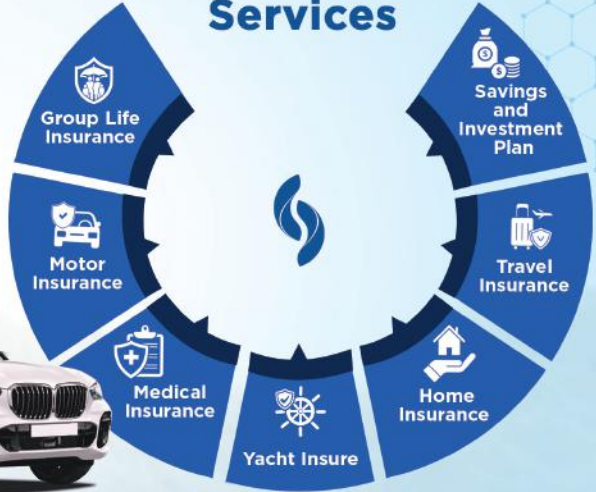 Services
Group Life
Insurance
Motor
Insurance
Medical
Insurance
Yacht Insure
Home
Insurance
Travel
Insurance
Savings
and
Investment
Plan